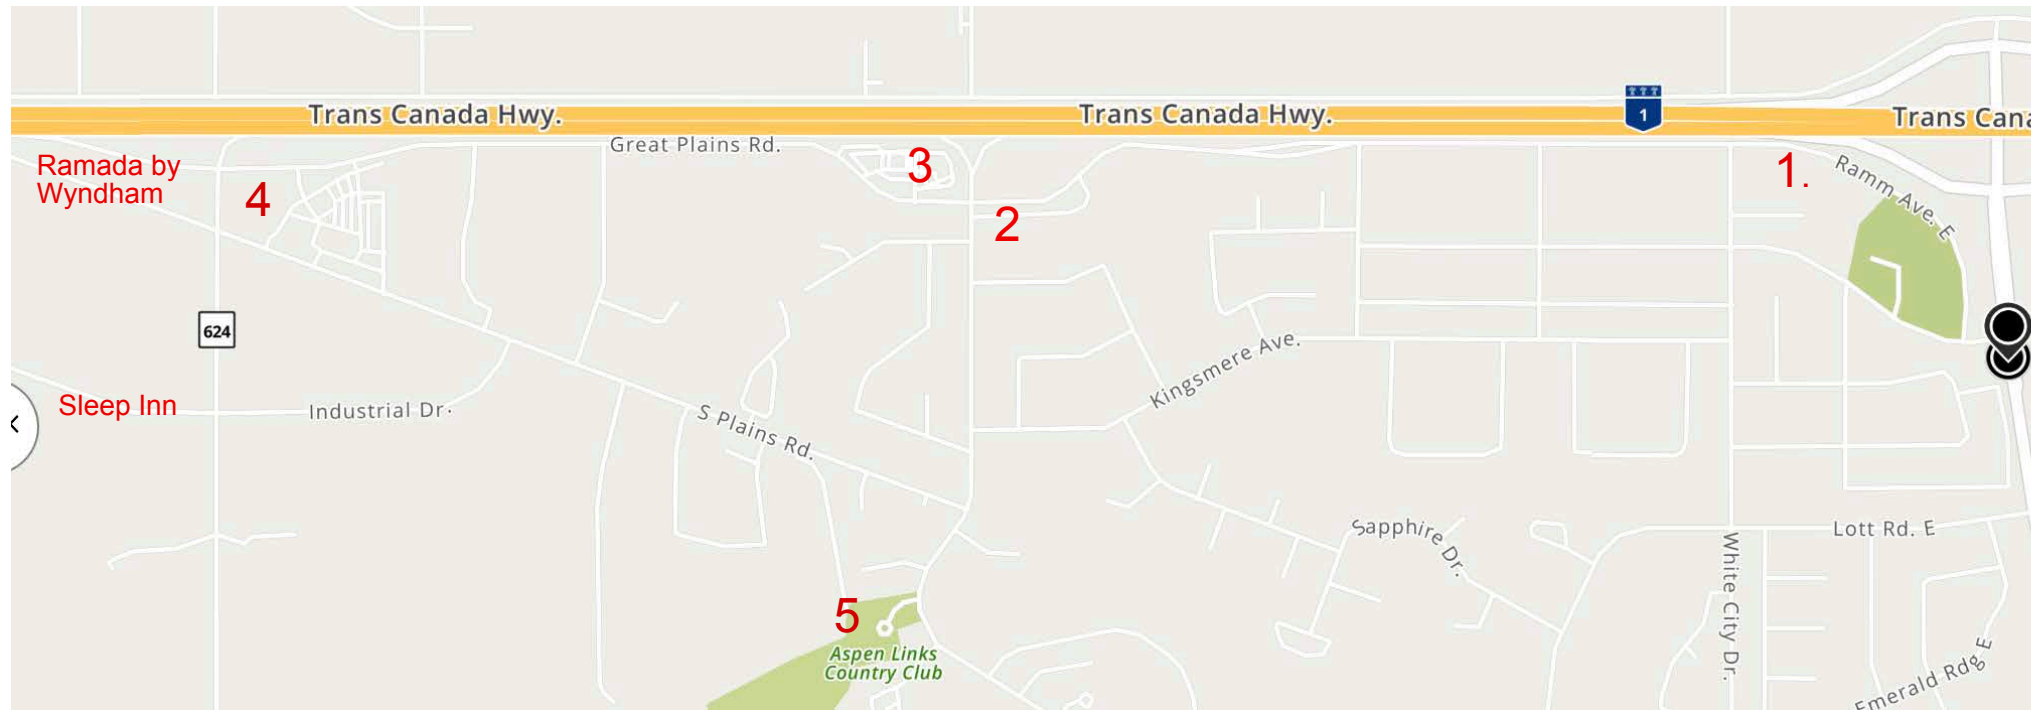 Trans Canada Hwy.
Trans Canada Hwy.
1
Trans Cana
Great Plains Rd.
Ramada by
Wyndham
4
3
2
1.
Ramm Ave. E
624
Sleep Inn
Industrial Dr.
S Plains Rd.
Kingsmere Ave.
Sapphire Dr.
Lott Rd. E
White City Dr.
5
Aspen Links
Country Club
Emerald Rdg E